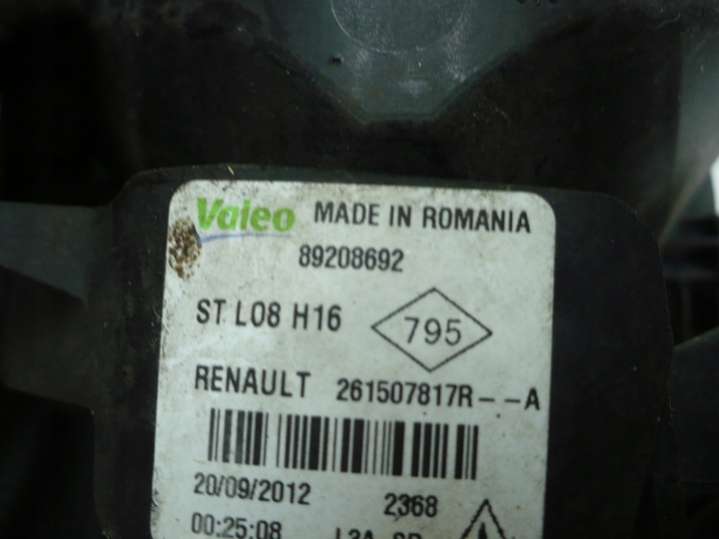 Valeo MADE IN ROMANIA
89208692
ST L08 H16 795
RENAULT 261507817R--A
20/09/2012 2368
00:25:08